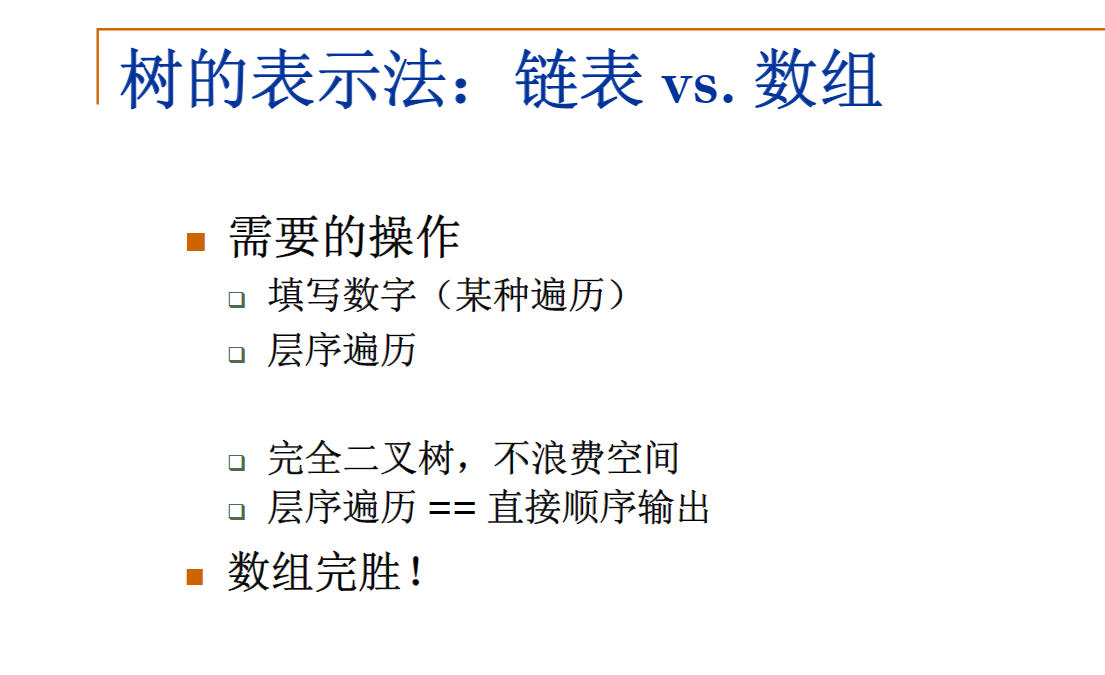 树的表示法：链表 vs. 数组
需要的操作
填写数字（某种遍历）
层序遍历
完全二叉树，不浪费空间
层序遍历 == 直接顺序输出
数组完胜！